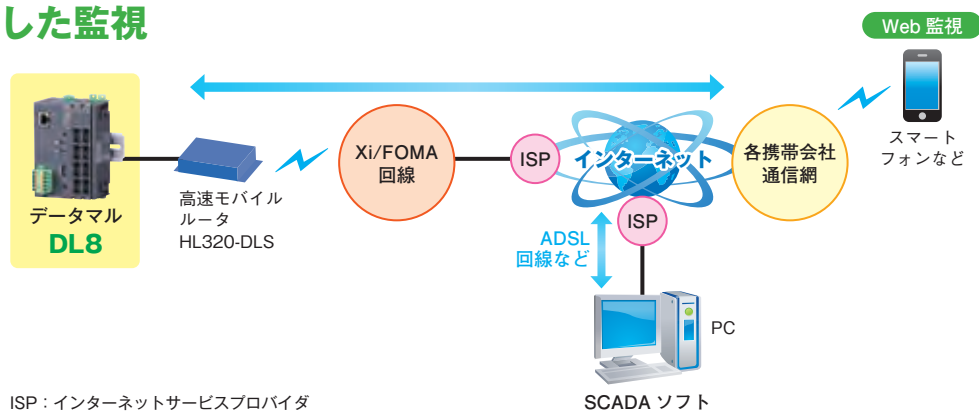 した監視
Web 監視
データマル
DL8
高速モバイル
ルータ
HL320-DLS
Xi/FOMA
回線
ISP
インターネット
各携帯会社
通信網
スマート
フォンなど
ISP
ADSL
回線など
PC
SCADA ソフト
ISP：インターネットサービスプロバイダ